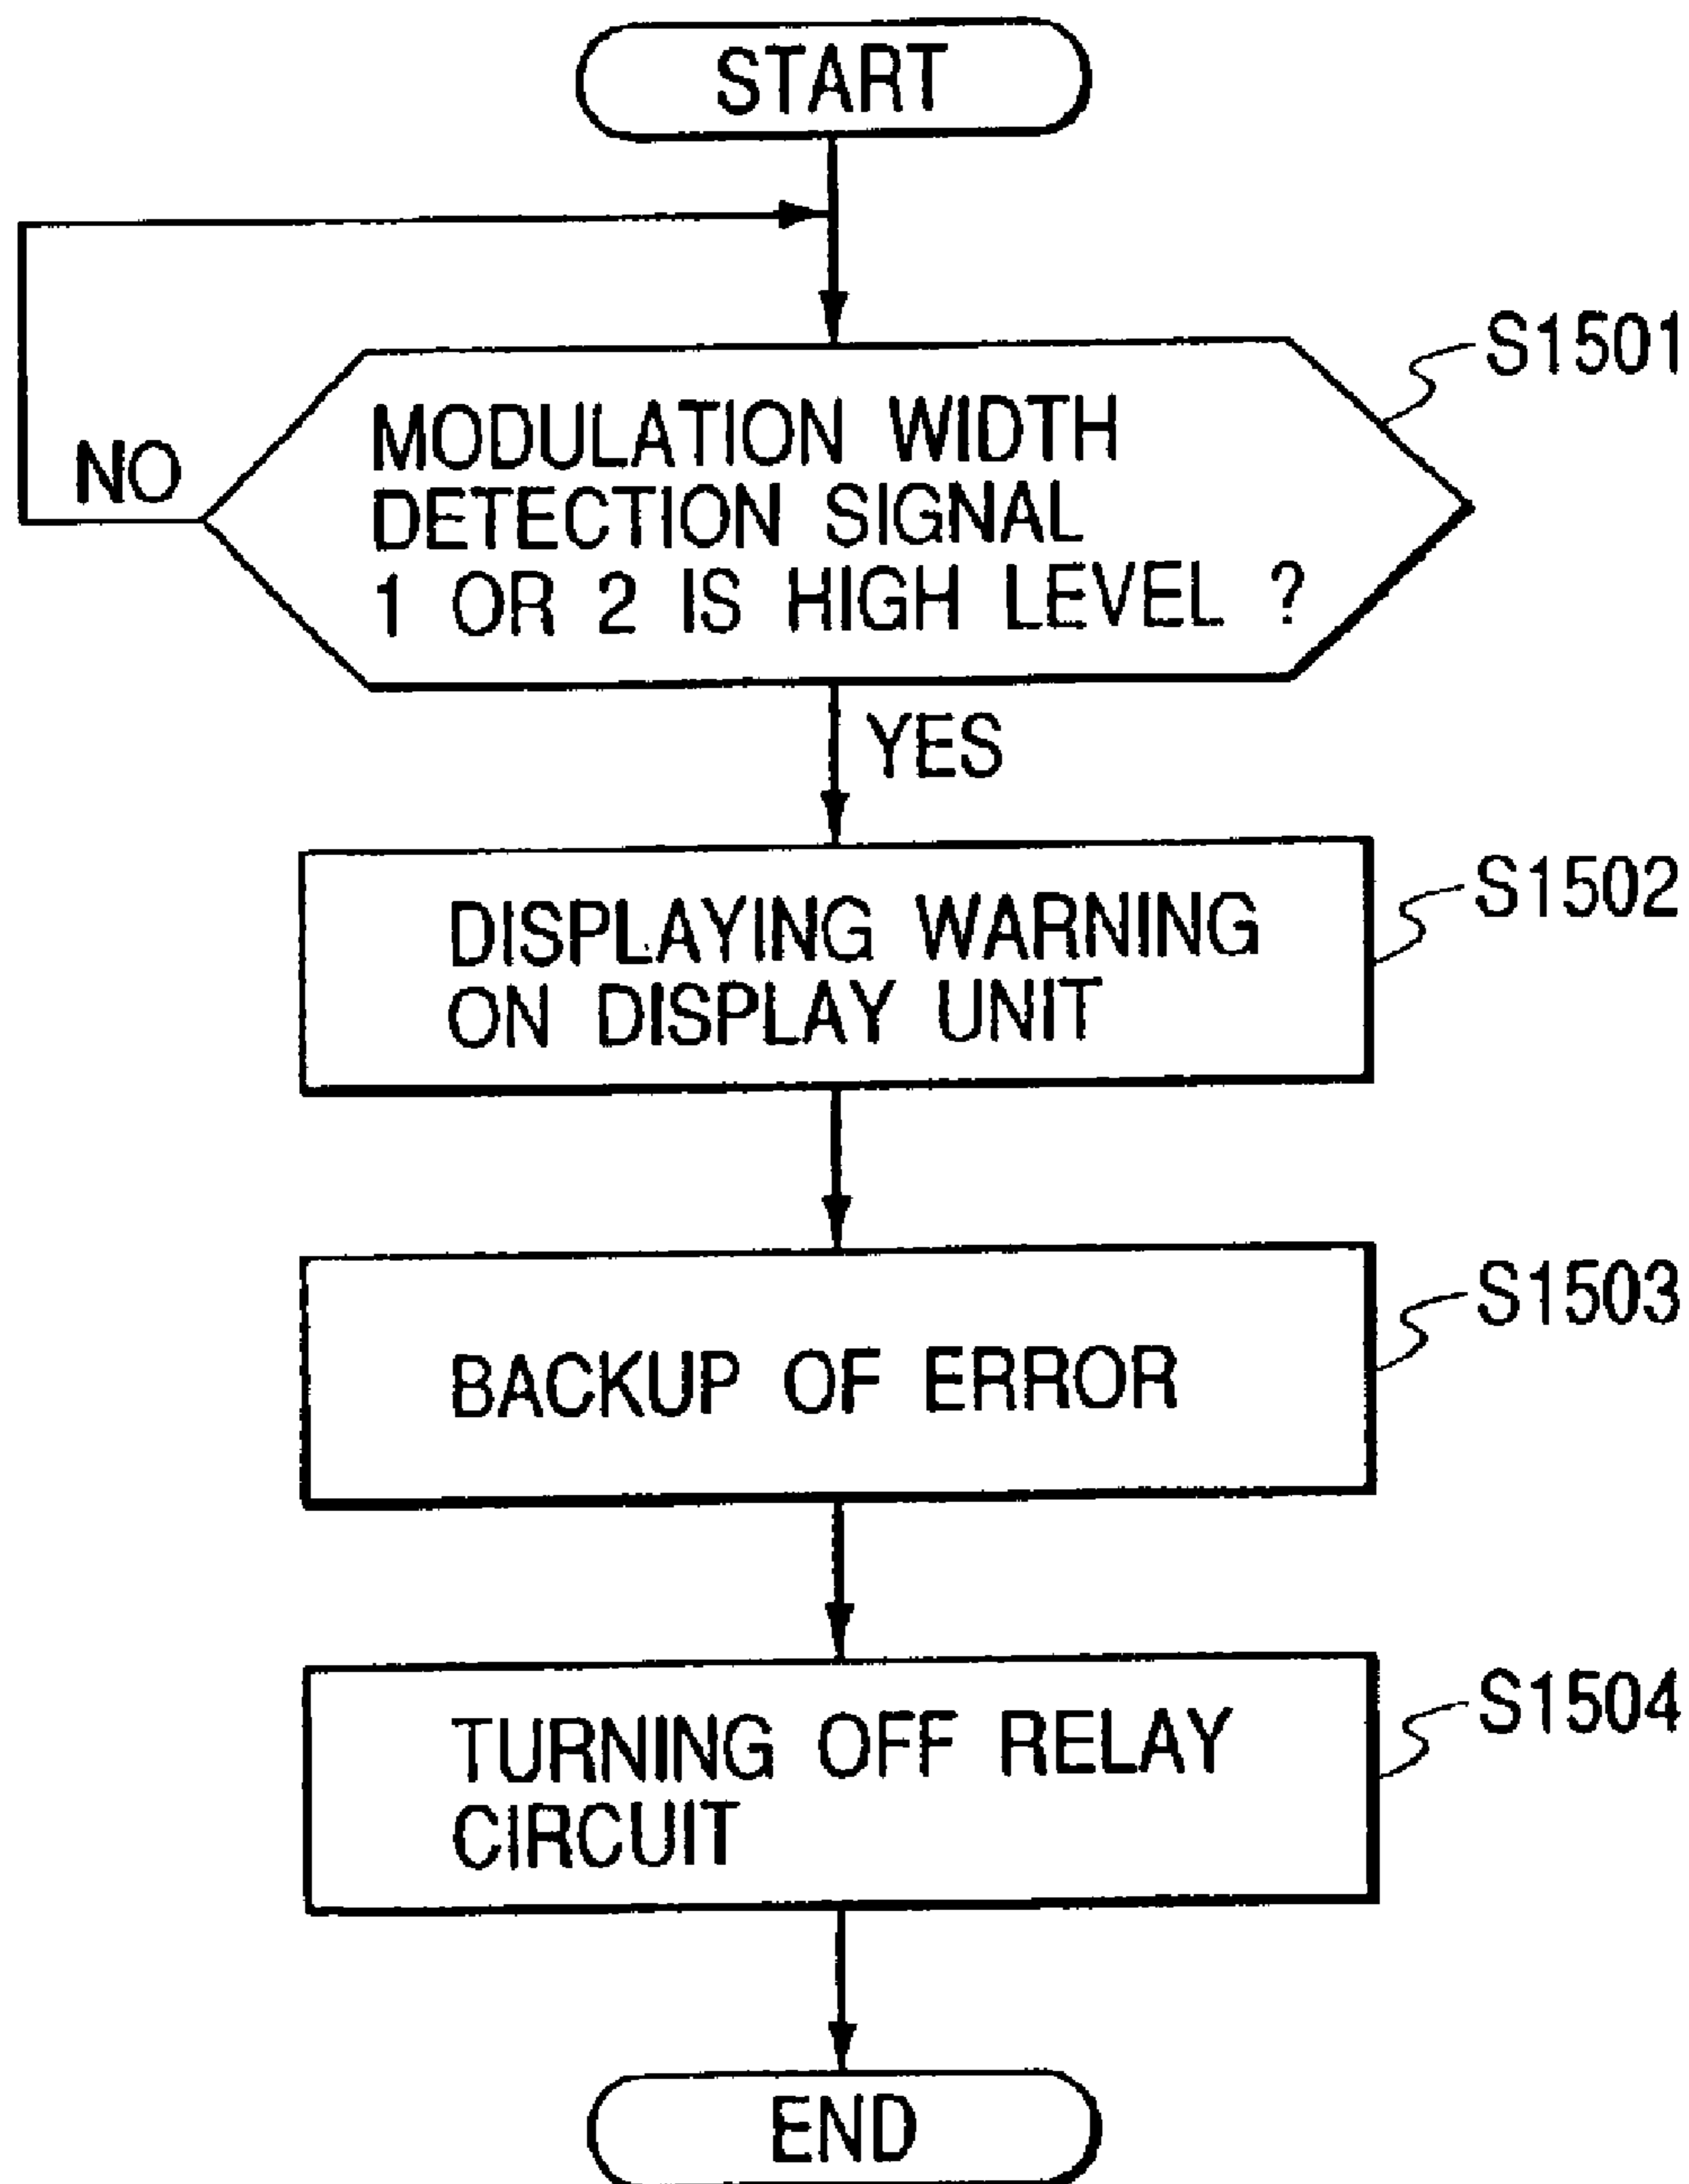 START
S1501
NO
MODULATION WIDTH
DETECTION SIGNAL
1 OR 2 IS HIGH LEVEL ?
YES
S1502
DISPLAYING WARNING
ON DISPLAY UNIT
S1503
BACKUP OF ERROR
S1504
TURNING OFF RELAY
CIRCUIT
END